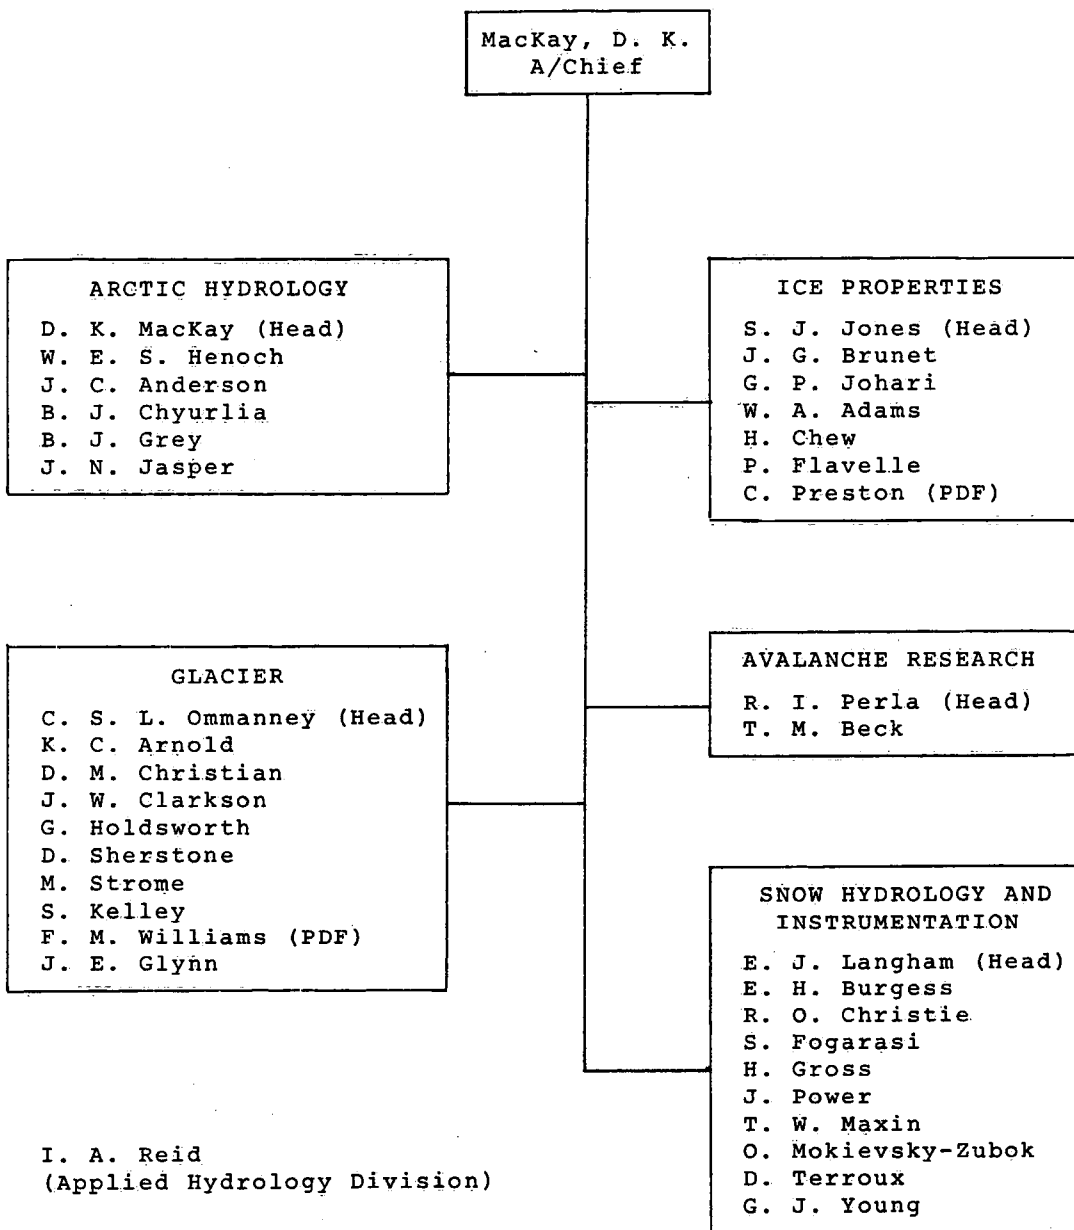 MacKay, D. K.
A/Chief
ARCTIC HYDROLOGY
D. K. MacKay (Head)
W. E. S. Henoch
J. C. Anderson
B. J. Chyurlia
B. J. Grey
J. N. Jasper
ICE PROPERTIES
S. J. Jones (Head)
J. G. Brunet
G. P. Johari
W. A. Adams
H. Chew
P. Flavelle
C. Preston (PDF)
GLACIER
C. S. L. Ommanney (Head)
K. C. Arnold
D. M. Christian
J. W. Clarkson
G. Holdsworth
D. Sherstone
M. Strome
S. Kelley
F. M. Williams (PDF)
J. E. Glynn
AVALANCHE RESEARCH
R. I. Perla (Head)
T. M. Beck
SNOW HYDROLOGY AND
INSTRUMENTATION
E. J. Langham (Head)
E. H. Burgess
R. O. Christie
S. Fogarasi
H. Gross
J. Power
T. W. Maxin
O. Mokievsky-Zubok
D. Terroux
G. J. Young
I. A. Reid
(Applied Hydrology Division)